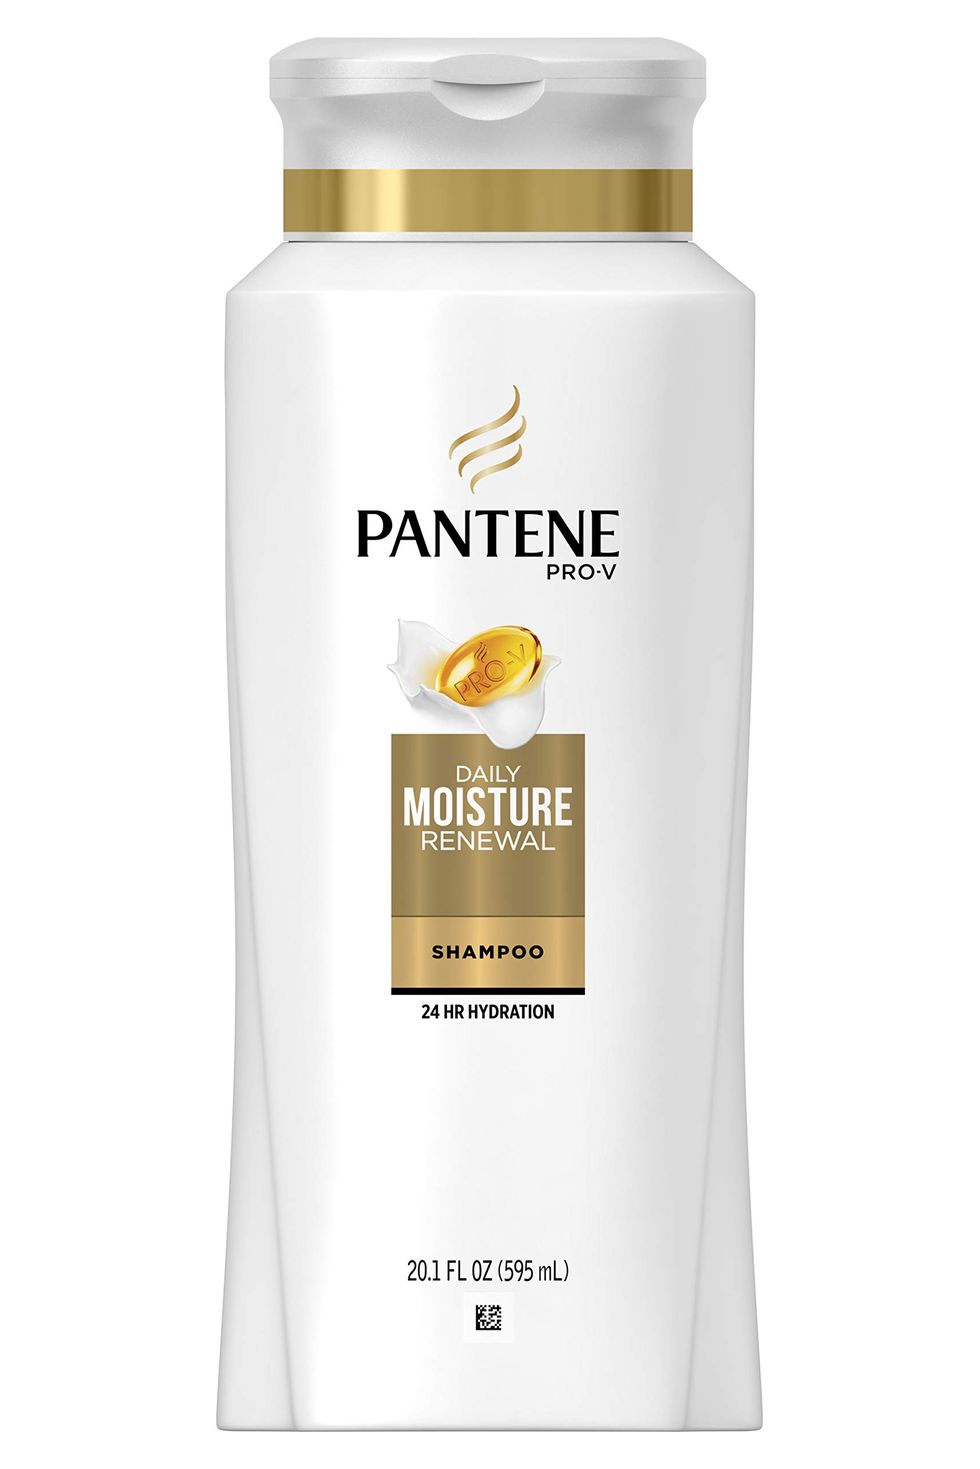 PANTENE
PRO-V
PRO-V
DAILY
MOISTURE
RENEWAL
SHAMPOO
24 HR HYDRATION
20.1 FL OZ (595 mL)